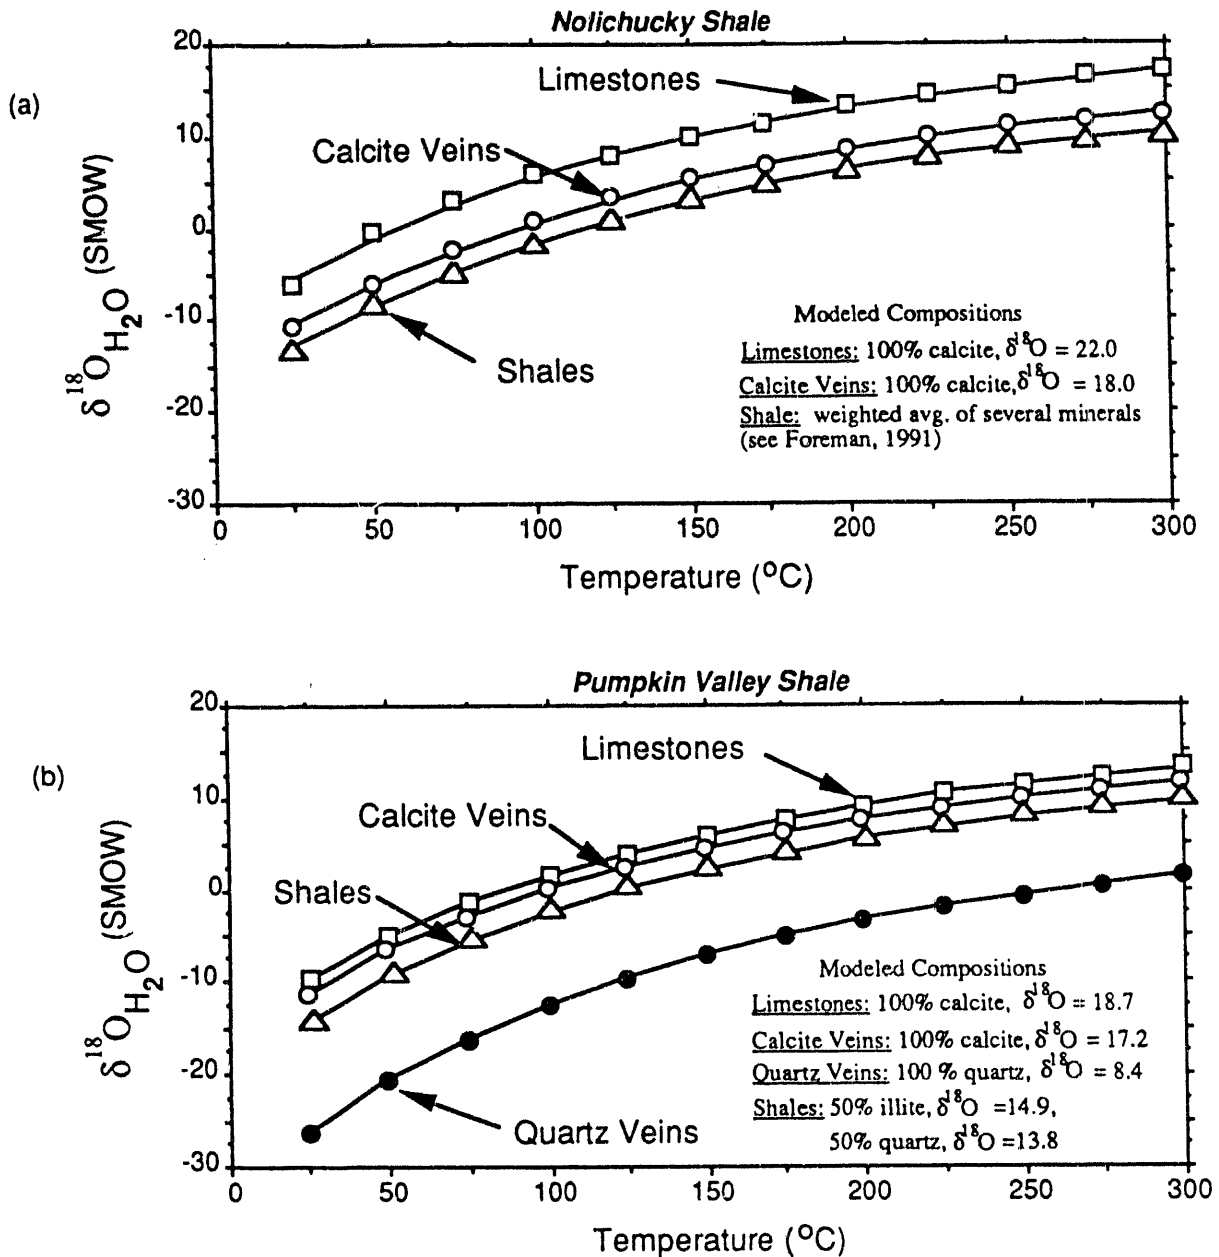 Nolichucky Shale
(a)
20
10
0
-10
-20
-30
δ18OH2O (SMOW)
Limestones
Calcite Veins
Shales
Modeled Compositions
Limestones: 100% calcite, δ18O = 22.0
Calcite Veins: 100% calcite,δ18O = 18.0
Shale: weighted avg. of several minerals
(see Foreman, 1991)
0 50 100 150 200 250 300
Temperature (OC)
Pumpkin Valley Shale
(b)
20
10
0
-10
-20
-30
δ18OH2O (SMOW)
Limestones
Calcite Veins
Shales
Quartz Veins
Modeled Compositions
Limestones: 100% calcite, δ18O = 18.7
Calcite Veins: 100% calcite, δ18O = 17.2
Quartz Veins: 100 % quartz, δ18O = 8.4
Shales: 50% illite, δ18O =14.9,
50% quartz, δ18O =13.8
0 50 100 150 200 250 300
Temperature (OC)